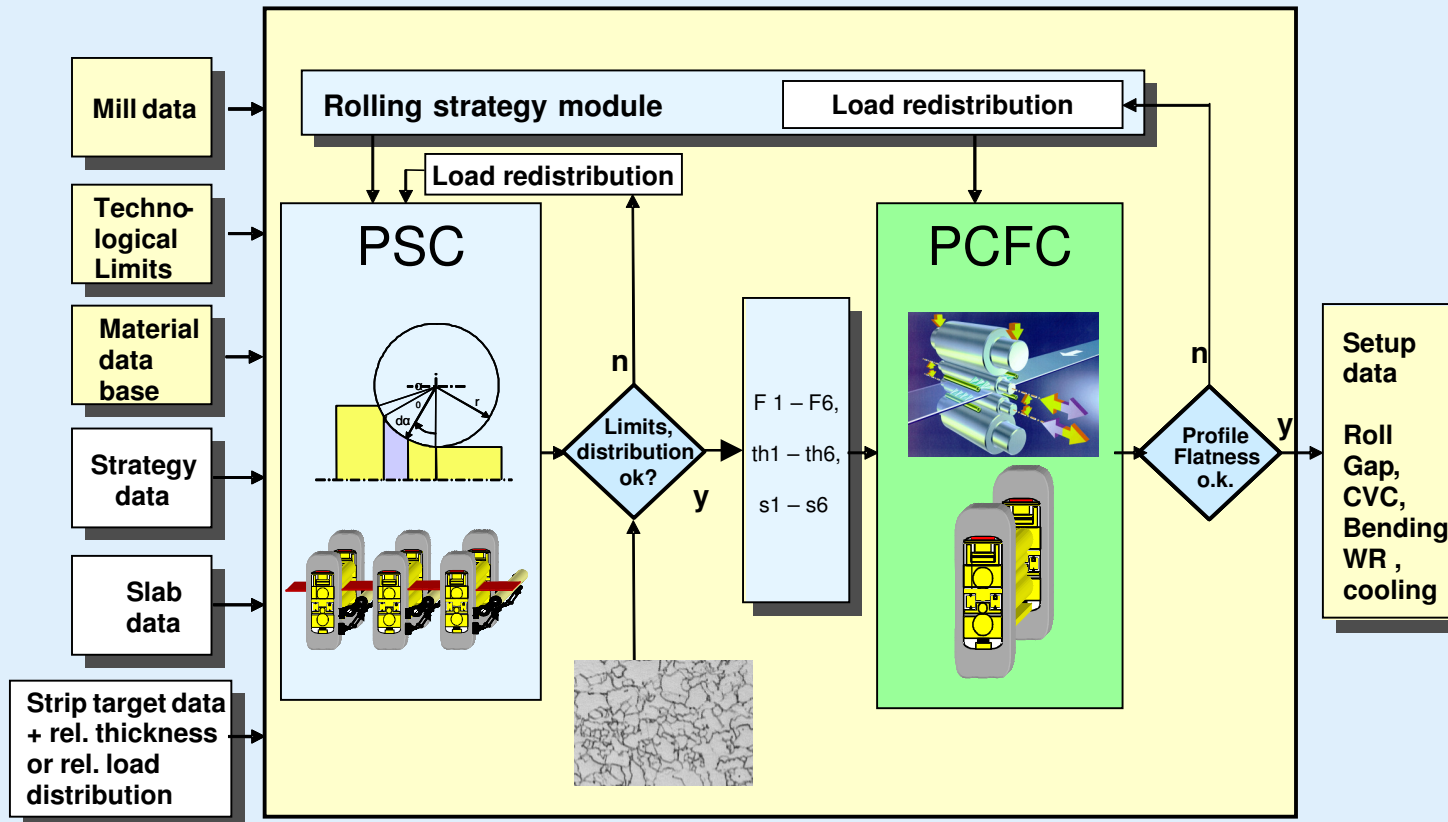 Mill data
Techno-
logical
Limits
Material
data
base
Strategy
data
Slab
data
Strip target data
+ rel. thickness
or rel. load
distribution
Rolling strategy module
Load redistribution
Load redistribution
PSC
α
0
r
dα
n
Limits,
distribution
ok?
y
F 1 – F6,
th1 – th6,
s1 – s6
PCFC
n
Profile
Flatness
o.k.
y
Setup
data
Roll
Gap,
CVC,
Bending
WR ,
cooling